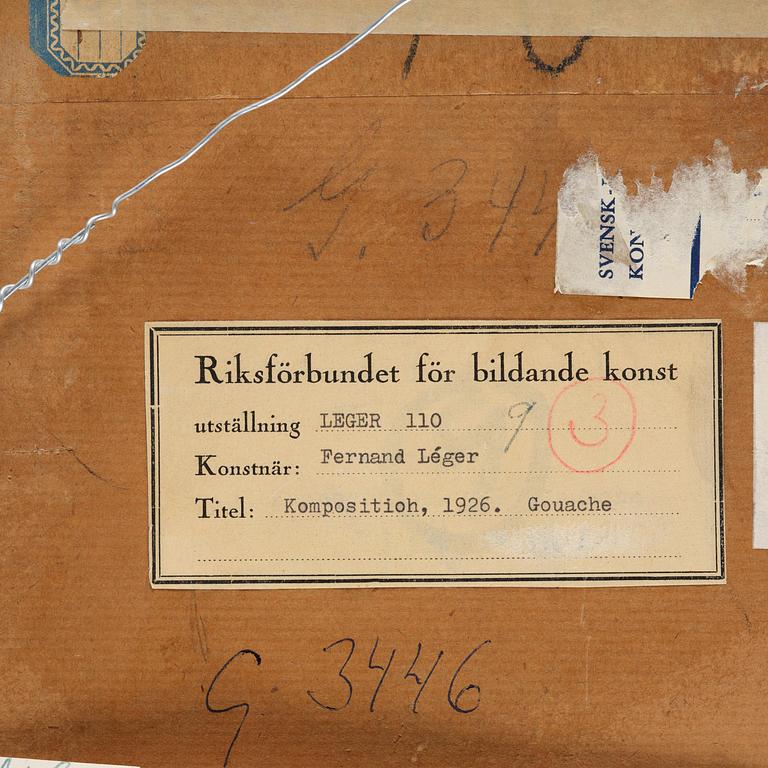 G. 344
SVENSK-
KON
Riksförbundet för bildande konst
utställning LEGER 110 9 3
Konstnär: Fernand Léger
Titel: Komposition, 1926. Gouache
G. 3446